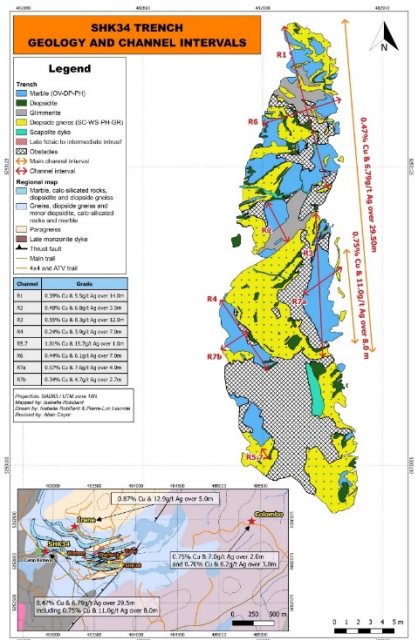 SHK34 TRENCH
GEOLOGY AND CHANNEL INTERVALS
N
Legend
Trench
Marble (OV-DP-PH)
Diopsidite
Glimmerite
Diopside gneiss (SC-WS-PH-GR)
Scapolite dyke
Late felsic to intermediate intrusif
Obstacles
Main channel interval
Channel interval
Regional map
Marble, calc-silicated rocks,
diopsidite and diopside gneiss
Gneiss, diopside gneiss and
minor diopsidite, calc-silicated
rocks and marble
Paragneiss
Late monzonite dyke
Thrust fault
Main trail
4x4 and ATV trail
Channel Grade
R1 0.39% Cu & 5.5g/t Ag over 14.0m
R2 0.40% Cu & 6.8g/t Ag over 2.5m
R3 0.55% Cu & 8.3g/t Ag over 12.0m
R4 0.24% Cu & 3.9g/t Ag over 7.0m
R5.7 1.01% Cu & 15.7g/t Ag over 1.0m
R6 0.44% Cu & 6.1g/t Ag over 7.0m
R7a 0.57% Cu & 7.6g/t Ag over 4.0m
R7b 0.34% Cu & 4.7g/t Ag over 2.7m
Projection: NAD83 / UTM zone 18N
Mapped by: Isabelle Robillard
Drawn by: Isabelle Robillard & Pierre-Luc Lalonde
Revised by: Alain Cayer
R1
R6
R2
R3
R7a
R4
R7b
R5.7
0.47% Cu & 6.79g/t Ag over 29.50m
0.75% Cu & 11.0g/t Ag over 8.0 m
0.87% Cu & 12.9g/t Ag over 5.0m
Irene
Colombo
SHK34
0.75% Cu & 7.0g/t Ag over 2.0m
and 0.70% Cu & 6.2g/t Ag over 3.0m
0.47% Cu & 6.79g/t Ag over 29.5m
including 0.75% Cu & 11.0g/t Ag over 8.0m
0 250 500 m
0 1 2 3 4 5 m